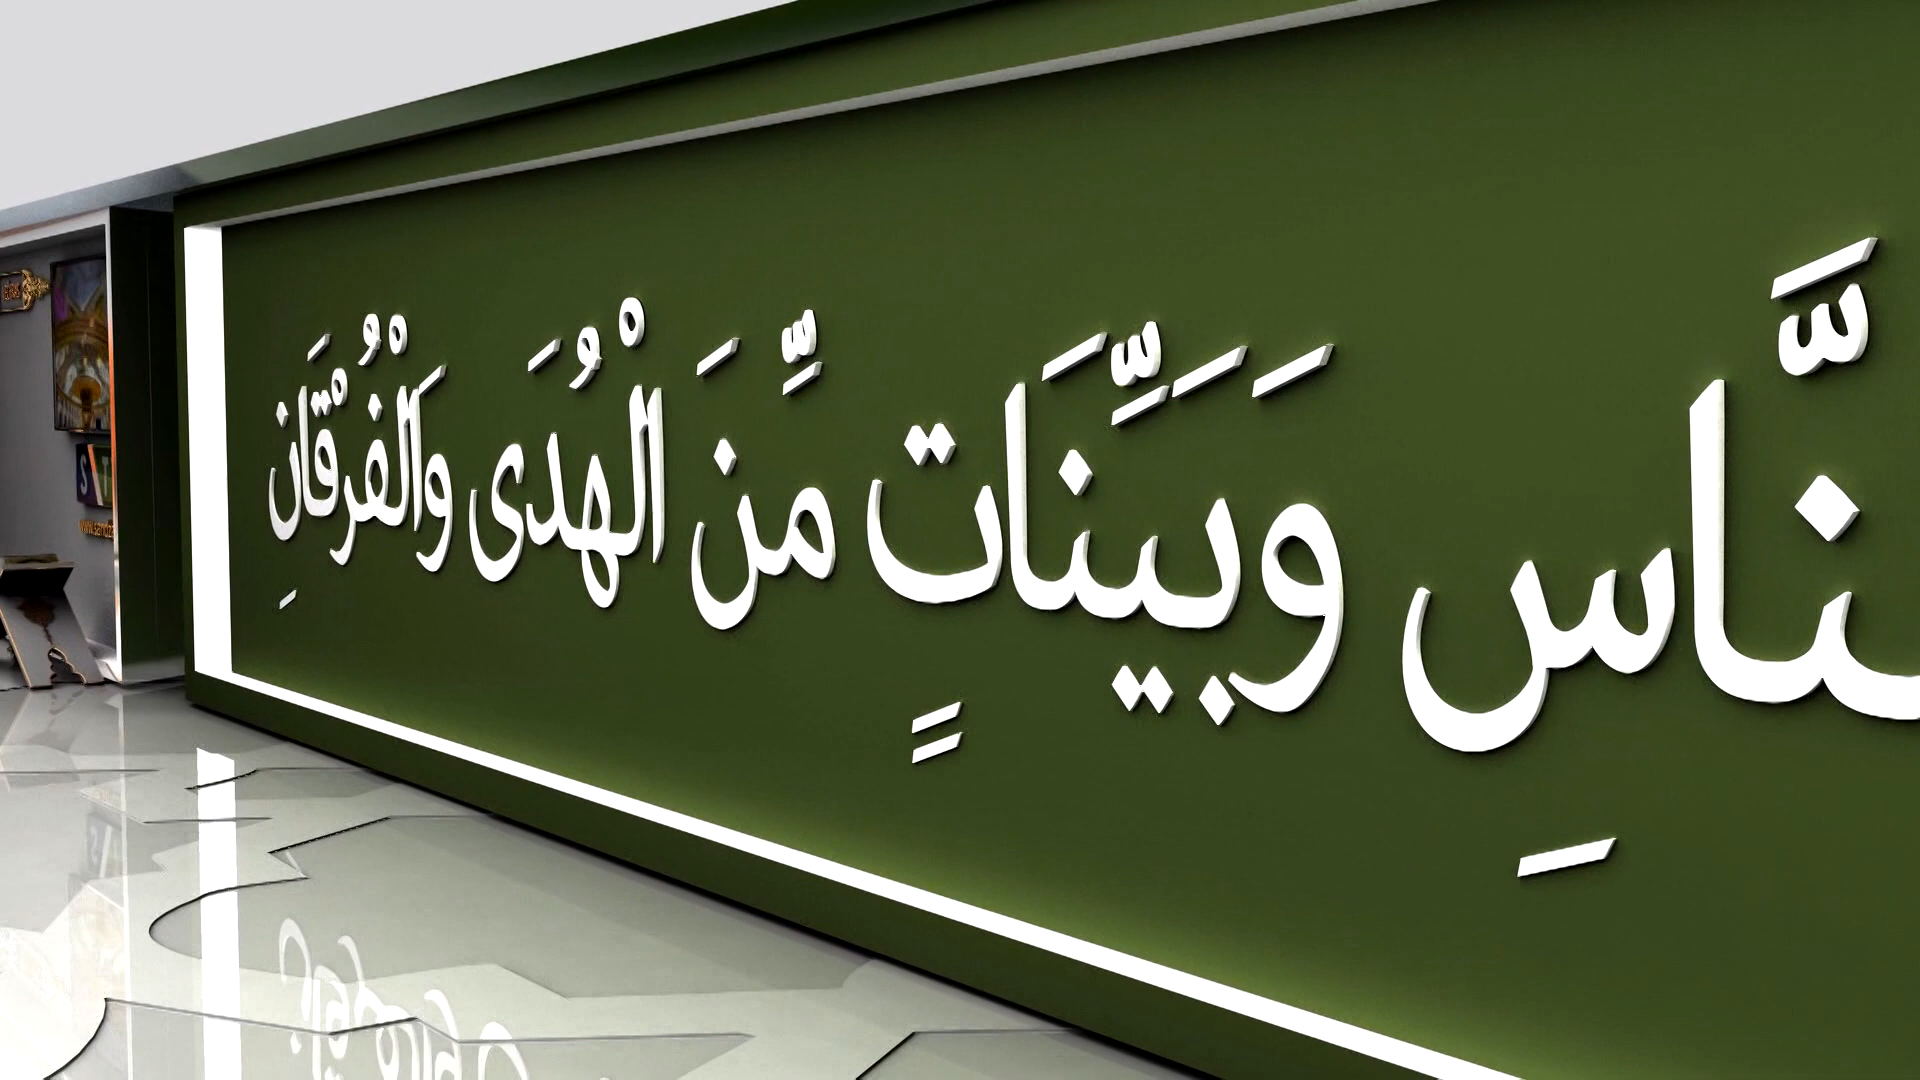 نَّاسِ وَبَيِّنَاتٍ مِّنَ الْهُدَى وَالْفُرْقَانِ